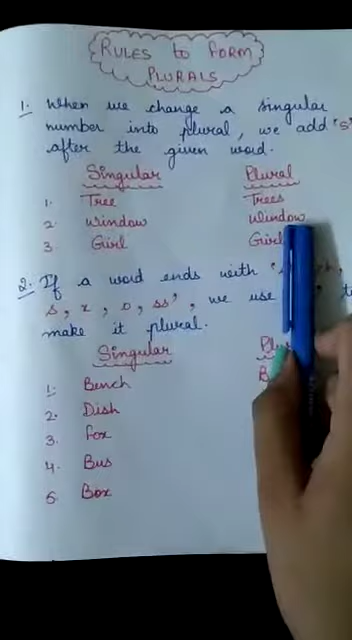 RULES to FORM
PLURALS
1. When we change a singular
number into plural, we add "s"
after the given word.
Singular Plural
1. Tree Trees
2. Window Window
3. Girl Girl
2. If a word ends with
s, x, o, ss', we use
make it plural.
Singular
1. Bench
2. Dish
3. Fox
4. Bus
5. Box